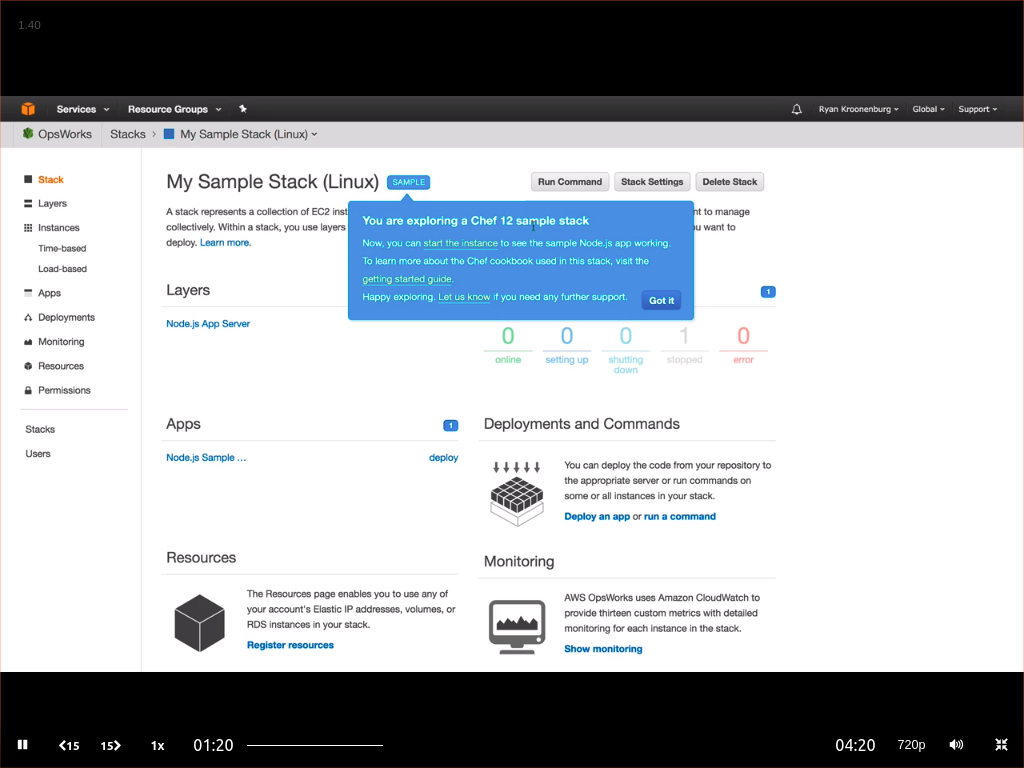 1.40
Services
Resource Groups
Ryan Kroonenburg
Global
Support
OpsWorks
Stacks
My Sample Stack (Linux)
Stack
Layers
Instances
Time-based
Load-based
Apps
Deployments
Monitoring
Resources
Permissions
Stacks
Users
My Sample Stack (Linux)
SAMPLE
Run Command
Stack Settings
Delete Stack
A stack represents a collection of EC2 inst
nt to manage
collectively. Within a stack, you use layers
u want to
deploy. Learn more.
You are exploring a Chef 12 sample stack
Now, you can start the instance to see the sample Node.js app working.
To learn more about the Chef cookbook used in this stack, visit the
getting started guide.
Happy exploring. Let us know if you need any further support.
Got it
Layers
1
Node.js App Server
0 0 0 1 0
online setting up shutting down stopped error
Apps
1
Node.js Sample ...
deploy
Deployments and Commands
You can deploy the code from your repository to
the appropriate server or run commands on
some or all instances in your stack.
Deploy an app or run a command
Resources
The Resources page enables you to use any of
your account's Elastic IP addresses, volumes, or
RDS instances in your stack.
Register resources
Monitoring
AWS OpsWorks uses Amazon CloudWatch to
provide thirteen custom metrics with detailed
monitoring for each instance in the stack.
Show monitoring
15
15
1x
01:20
04:20
720p